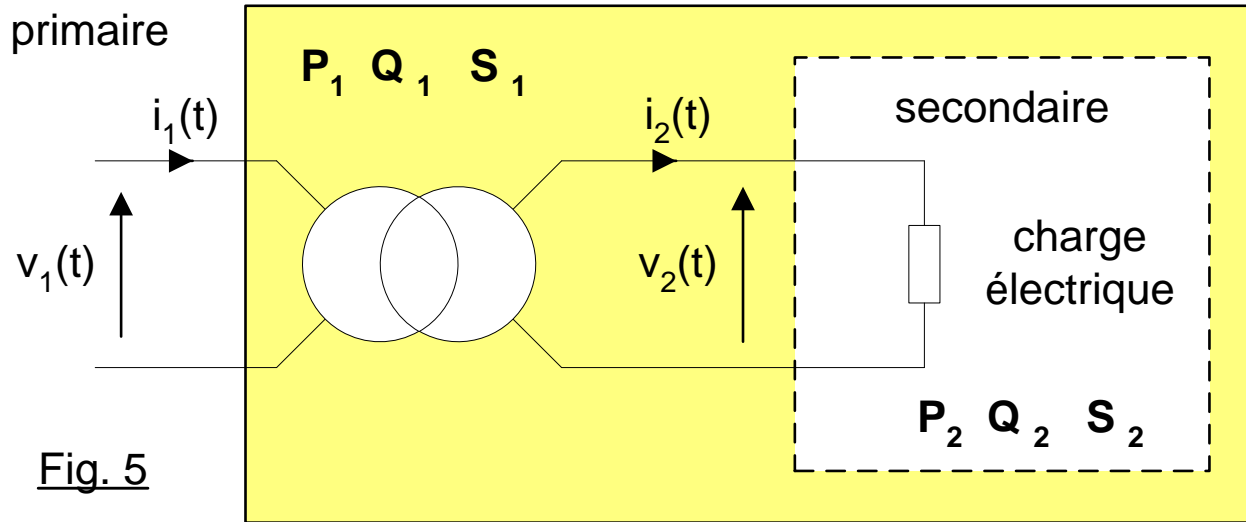 primaire
P₁ Q₁ S₁
i₁(t)
i₂(t)
secondaire
v₁(t)
v₂(t)
charge
électrique
P₂ Q₂ S₂
Fig. 5